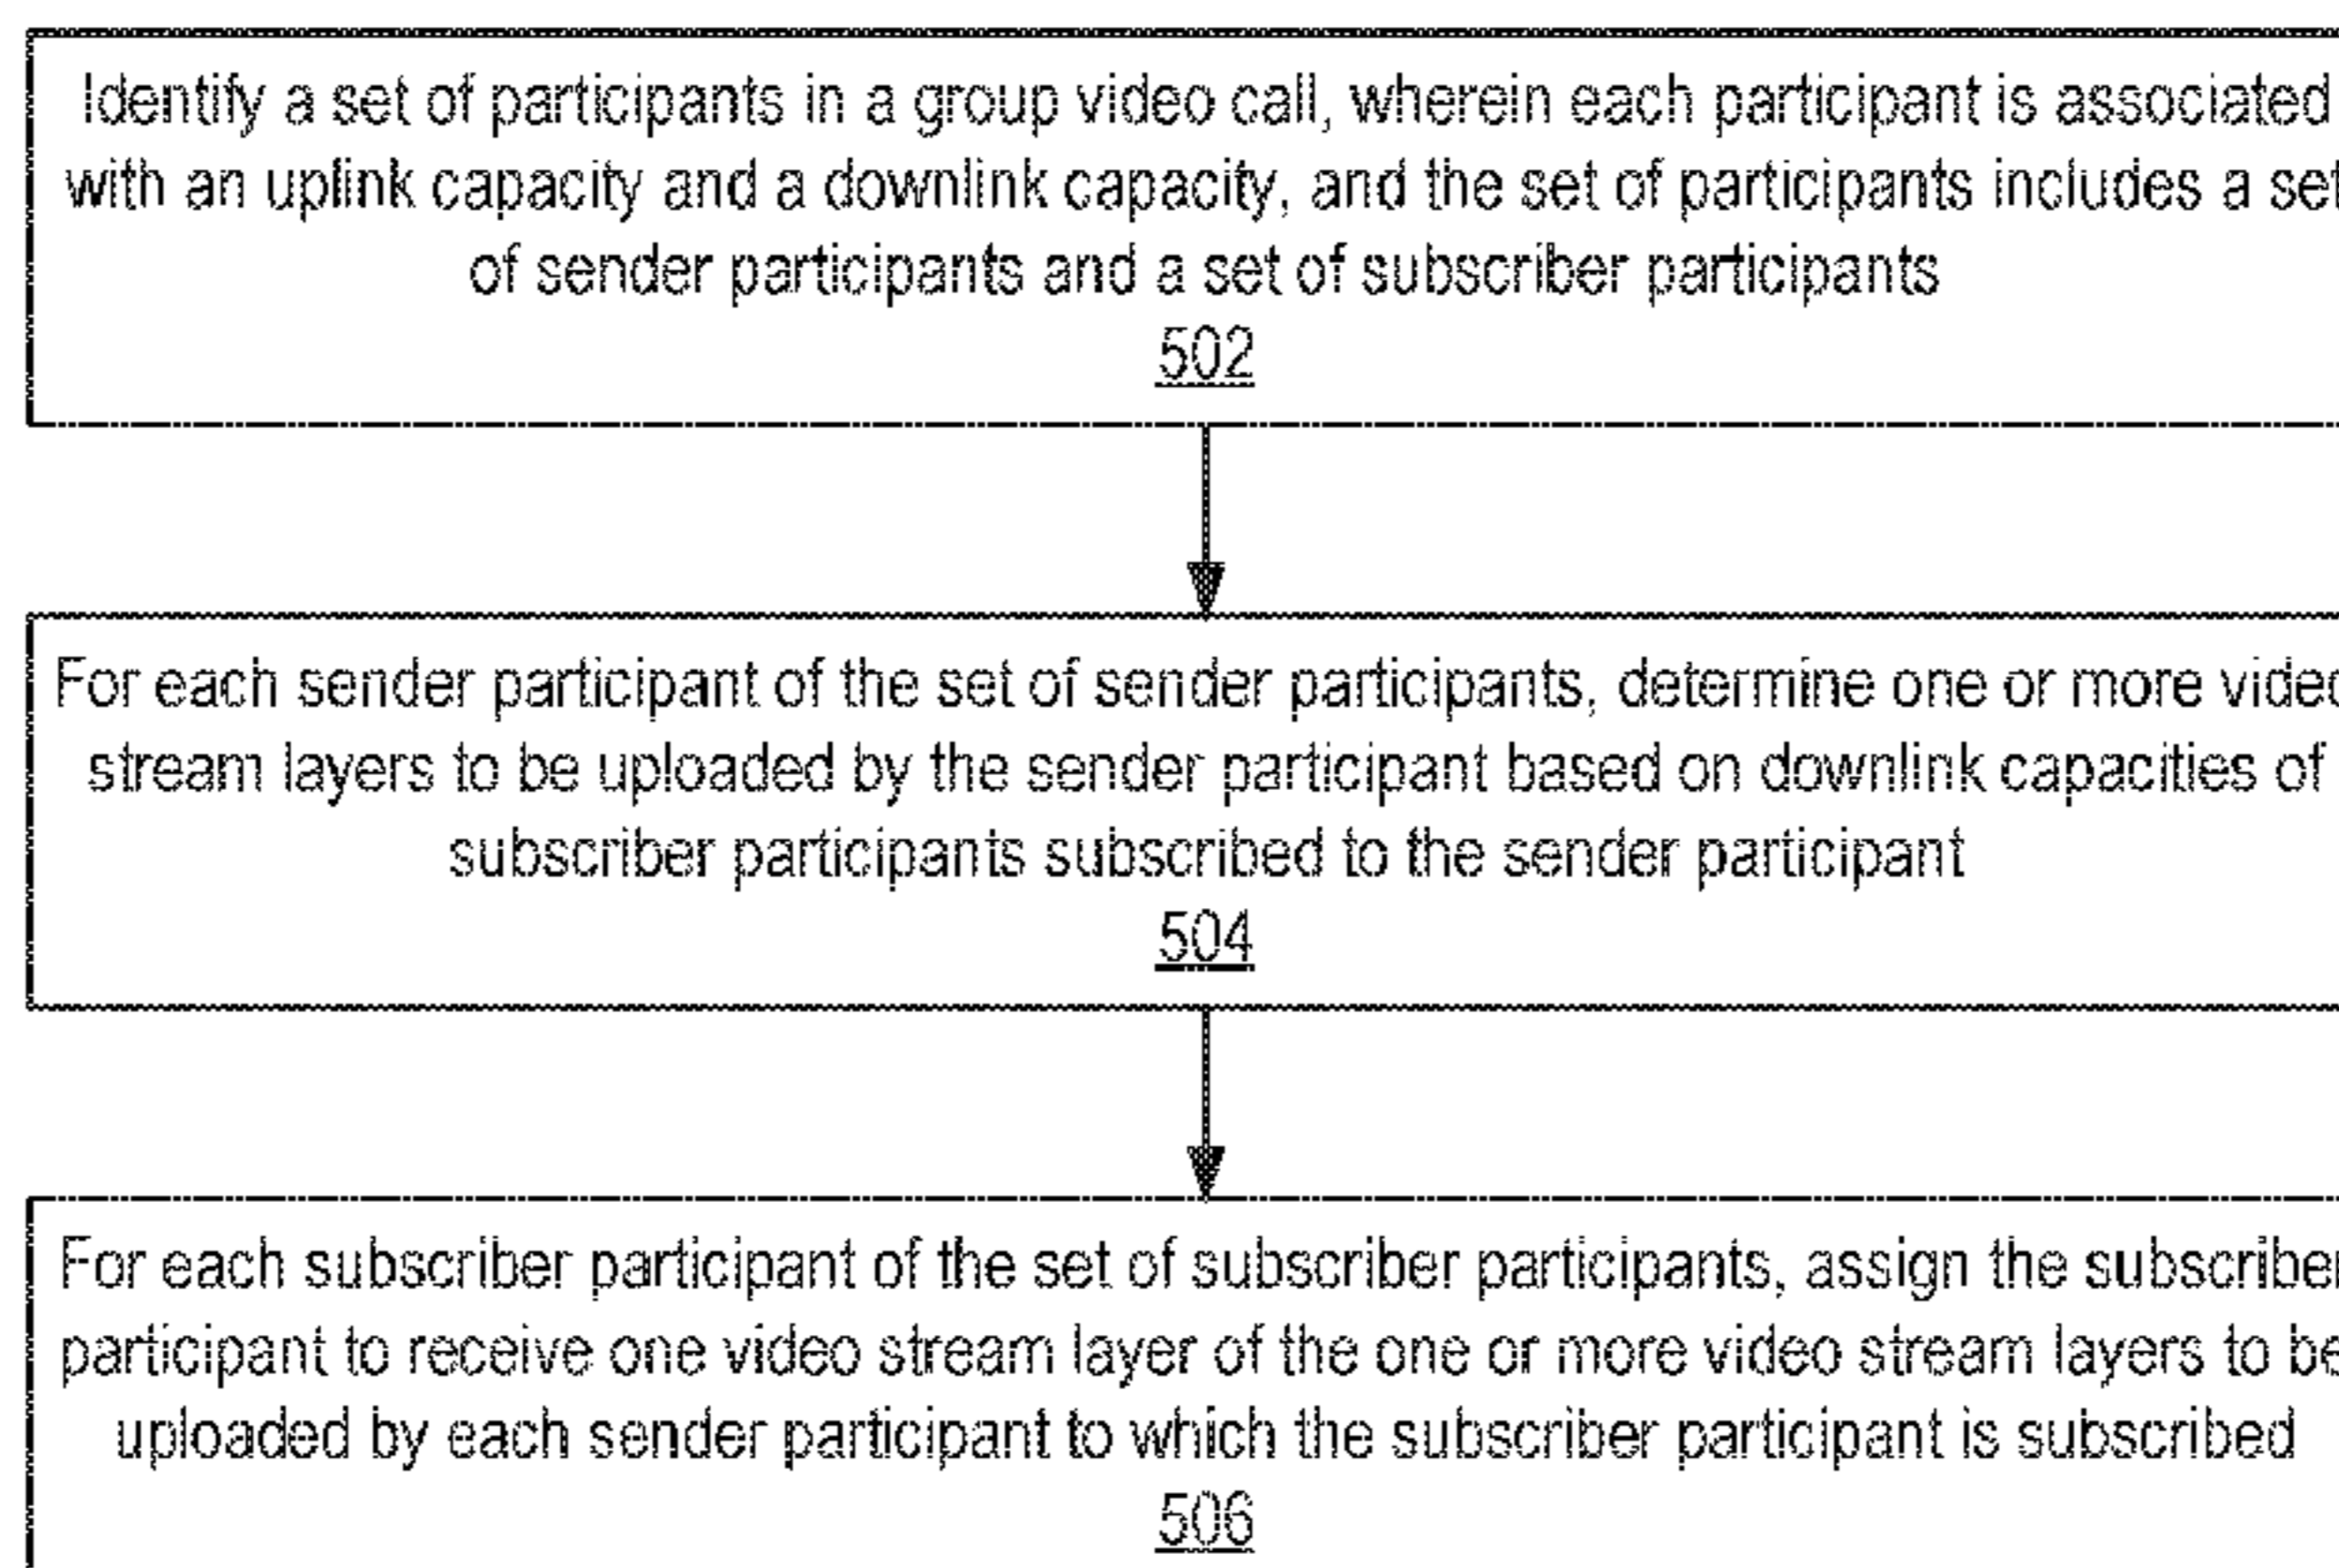 Identify a set of participants in a group video call, wherein each participant is associated
with an uplink capacity and a downlink capacity, and the set of participants includes a set
of sender participants and a set of subscriber participants
502
For each sender participant of the set of sender participants, determine one or more video
stream layers to be uploaded by the sender participant based on downlink capacities of
subscriber participants subscribed to the sender participant
504
For each subscriber participant of the set of subscriber participants, assign the subscriber
participant to receive one video stream layer of the one or more video stream layers to be
uploaded by each sender participant to which the subscriber participant is subscribed
506